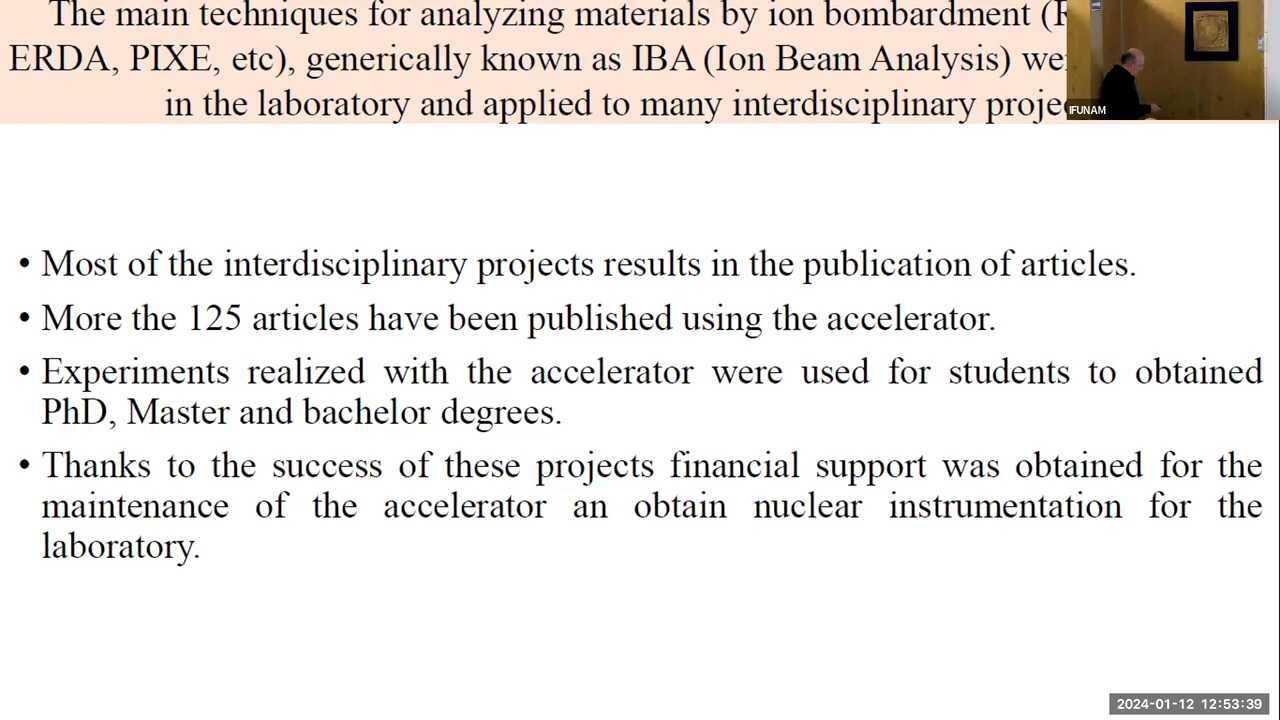 The main techniques for analyzing materials by ion bombardment
ERDA, PIXE, etc), generically known as IBA (Ion Beam Analysis)
in the laboratory and applied to many interdisciplinary
IFUNAM
• Most of the interdisciplinary projects results in the publication of articles.
• More the 125 articles have been published using the accelerator.
• Experiments realized with the accelerator were used for students to obtained
PhD, Master and bachelor degrees.
• Thanks to the success of these projects financial support was obtained for the
maintenance of the accelerator an obtain nuclear instrumentation for the
laboratory.
2024-01-12 12:53:39